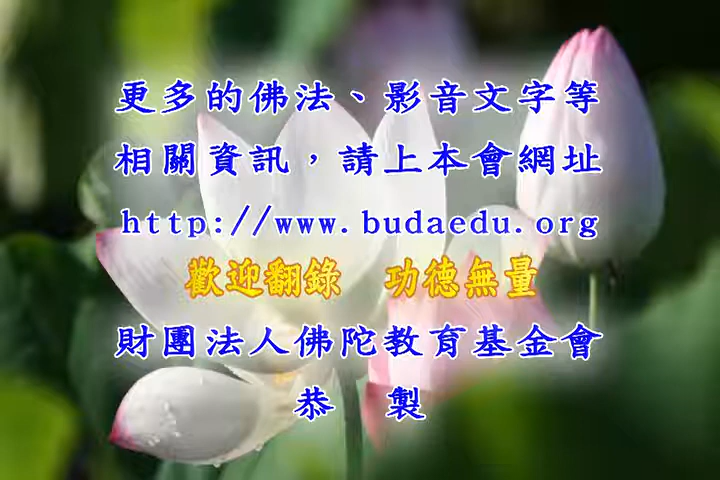 更多的佛法、影音文字等
相關資訊，請上本會網址
http://www.budaedu.org
歡迎翻錄　功德無量
財團法人佛陀教育基金會
恭　製